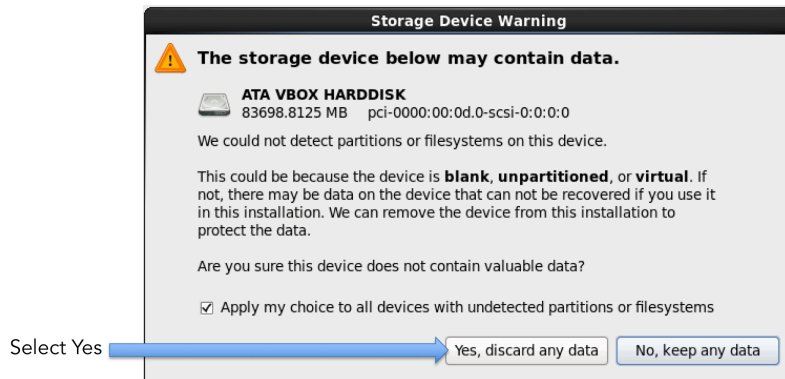 Storage Device Warning
The storage device below may contain data.
ATA VBOX HARDDISK
83698.8125 MB pci-0000:00:0d.0-scsi-0:0:0:0
We could not detect partitions or filesystems on this device.
This could be because the device is blank, unpartitioned, or virtual. If
not, there may be data on the device that can not be recovered if you use it
in this installation. We can remove the device from this installation to
protect the data.
Are you sure this device does not contain valuable data?
Apply my choice to all devices with undetected partitions or filesystems
Select Yes
Yes, discard any data
No, keep any data